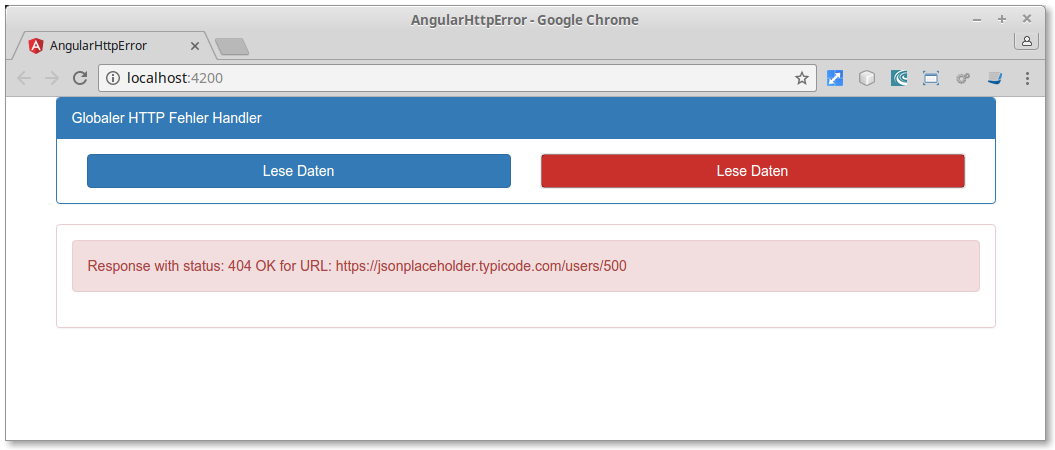 AngularHttpError - Google Chrome
AngularHttpError
localhost:4200
Globaler HTTP Fehler Handler
Lese Daten
Lese Daten
Response with status: 404 OK for URL: https://jsonplaceholder.typicode.com/users/500